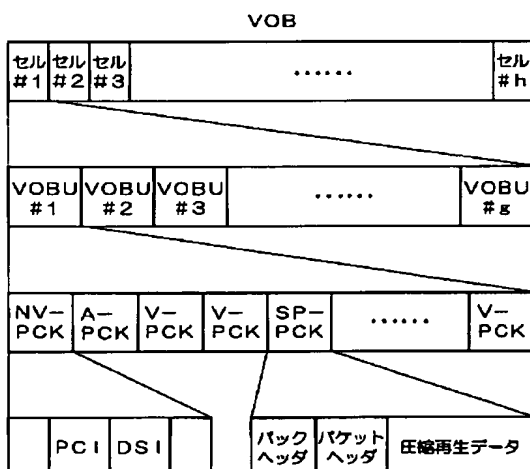 VOB
セル #1 セル #2 セル #3 ‥‥‥ セル #h
VOBU #1 VOBU #2 VOBU #3 ‥‥‥ VOBU #g
NV-PCK A-PCK V-PCK V-PCK SP-PCK ‥‥‥ V-PCK
PCI DSI パックヘッダ パケットヘッダ 圧縮再生データ